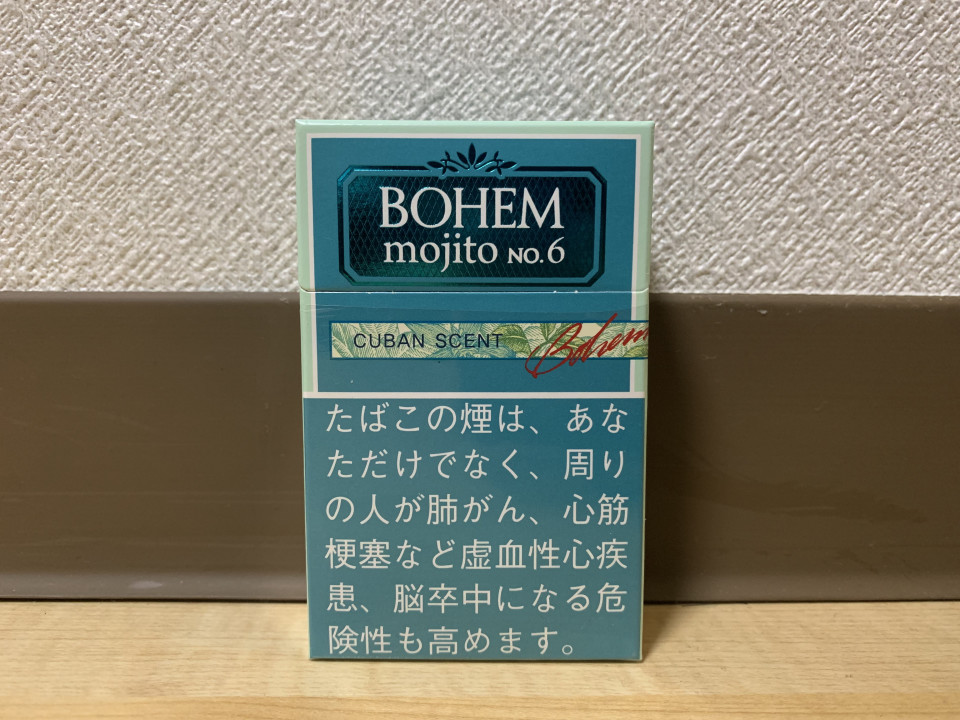 BOHEM
mojito NO.6
CUBAN SCENT
Bohem
たばこの煙は、あな
ただけでなく、周り
の人が肺がん、心筋
梗塞など虚血性心疾
患、脳卒中になる危
険性も高めます。